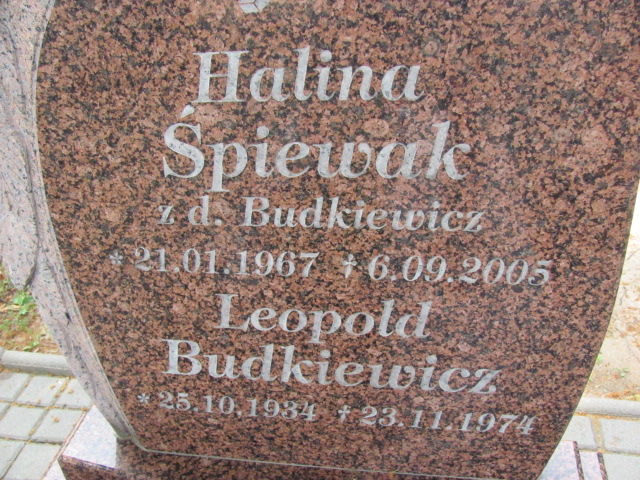 Halina
Śpiewak
z d. Budkiewicz
* 21.01.1967 † 6.09.2005
Leopold
Budkiewicz
* 25.10.1934 † 23.11.1974